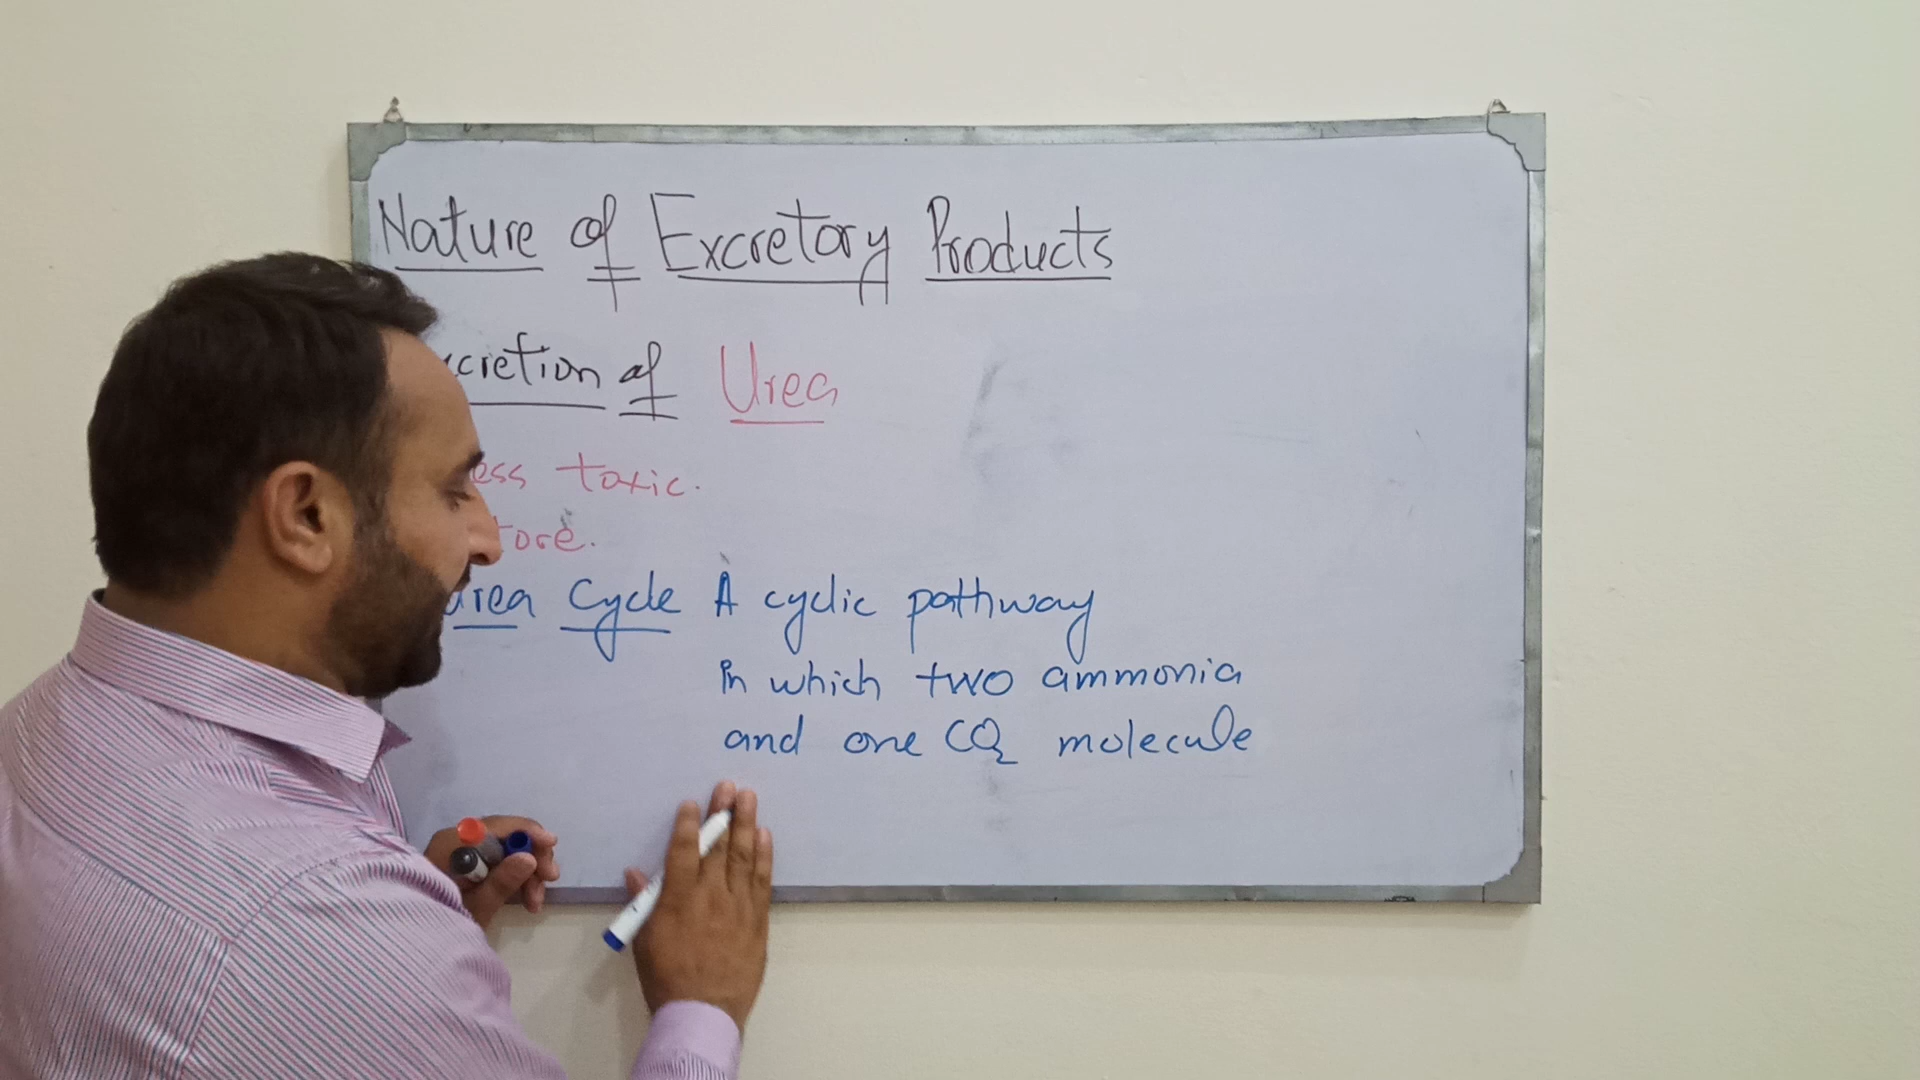 Nature of Excretory Products
cretion of Urea
ess toxic.
tore.
Urea Cycle A cyclic pathway
in which two ammonia
and one CO2 molecule